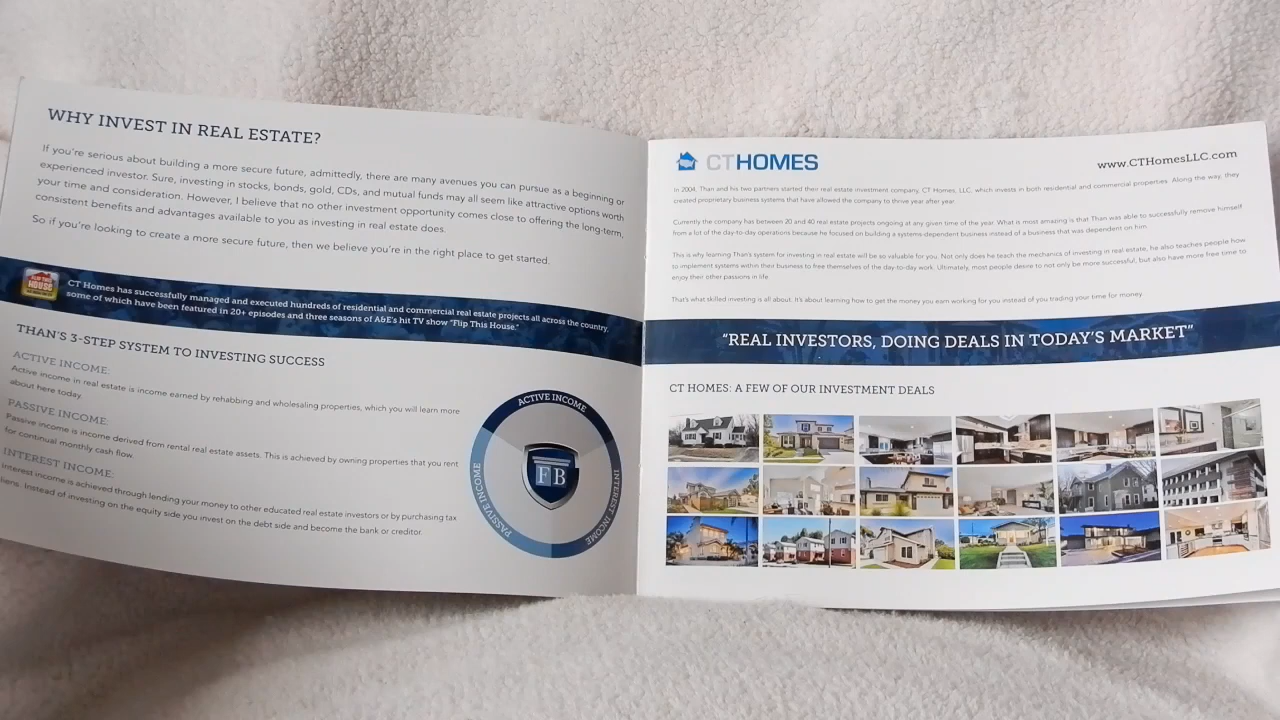 WHY INVEST IN REAL ESTATE?
If you're serious about building a more secure future, admittedly, there are many avenues you can pursue as a beginning or
experienced investor. Sure, investing in stocks, bonds, gold, CDs, and mutual funds may all seem like attractive options worth
your time and consideration. However, I believe that no other investment opportunity comes close to offering the long-term,
consistent benefits and advantages available to you as investing in real estate does.
So if you're looking to create a more secure future, then we believe you're in the right place to get started.
FLIP THIS
HOUSE
CT Homes has successfully managed and executed hundreds of residential and commercial real estate projects all across the country,
some of which have been featured in 20+ episodes and three seasons of A&E's hit TV show "Flip This House."
THAN'S 3-STEP SYSTEM TO INVESTING SUCCESS
ACTIVE INCOME:
Active income in real estate is income earned by rehabbing and wholesaling properties, which you will learn more
about here today.
PASSIVE INCOME:
Passive income is income derived from rental real estate assets. This is achieved by owning properties that you rent
for continual monthly cash flow.
INTEREST INCOME:
Interest income is achieved through lending your money to other educated real estate investors or by purchasing tax
liens. Instead of investing on the equity side you invest on the debt side and become the bank or creditor.
ACTIVE INCOME
INTEREST INCOME
PASSIVE INCOME
FB
CTHOMES
www.CTHomesLLC.com
In 2004, Than and his two partners started their real estate investment company, CT Homes, LLC, which invests in both residential and commercial properties. Along the way, they
created proprietary business systems that have allowed the company to thrive year after year.
Currently the company has between 20 and 40 real estate projects ongoing at any given time of the year. What is most amazing is that Than was able to successfully remove himself
from a lot of the day-to-day operations because he focused on building a systems-dependent business instead of a business that was dependent on him.
This is why learning Than's system for investing in real estate will be so valuable for you. Not only does he teach the mechanics of investing in real estate, he also teaches people how
to implement systems within their business to free themselves of the day-to-day work. Ultimately, most people desire to not only be more successful, but also have more free time to
enjoy their other passions in life.
That's what skilled investing is all about. It's about learning how to get the money you earn working for you instead of you trading your time for money.
"REAL INVESTORS, DOING DEALS IN TODAY'S MARKET"
CT HOMES: A FEW OF OUR INVESTMENT DEALS